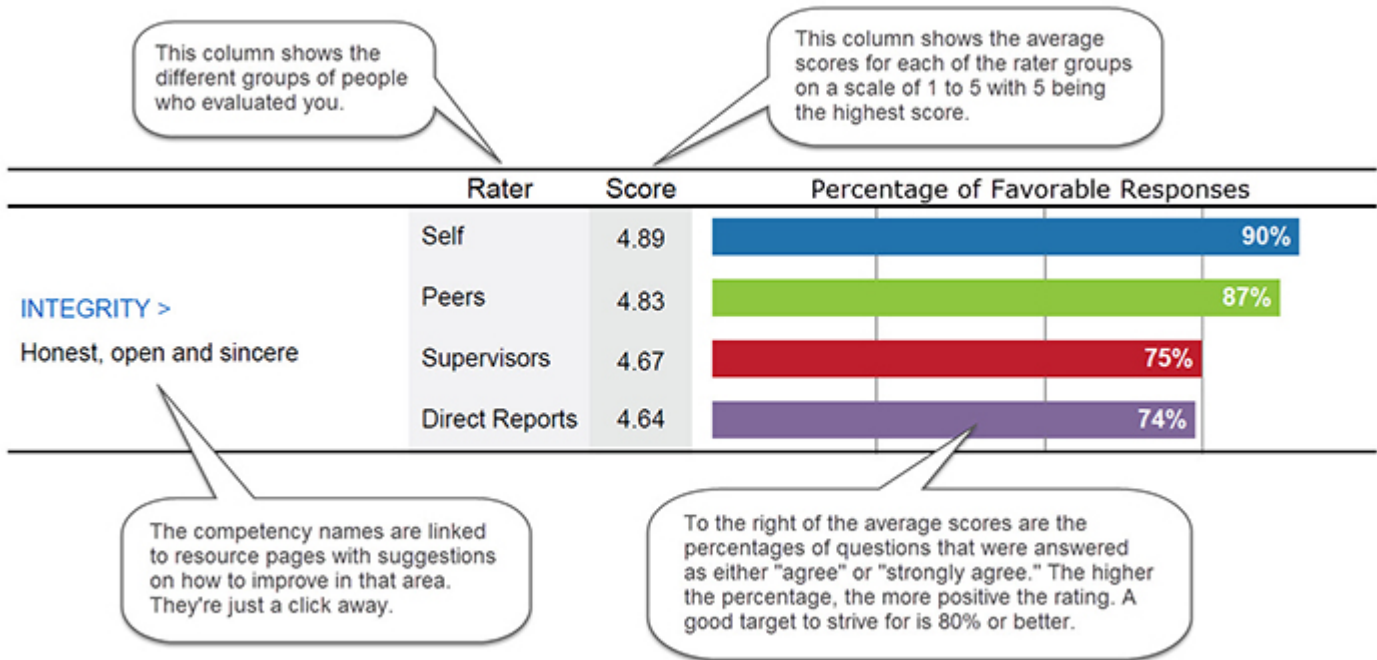 This column shows the
different groups of people
who evaluated you.
This column shows the average
scores for each of the rater groups
on a scale of 1 to 5 with 5 being
the highest score.
Rater Score Percentage of Favorable Responses
Self 4.89 90%
Peers 4.83 87%
INTEGRITY >
Honest, open and sincere
Supervisors 4.67 75%
Direct Reports 4.64 74%
The competency names are linked
to resource pages with suggestions
on how to improve in that area.
They're just a click away.
To the right of the average scores are the
percentages of questions that were answered
as either "agree" or "strongly agree." The higher
the percentage, the more positive the rating. A
good target to strive for is 80% or better.